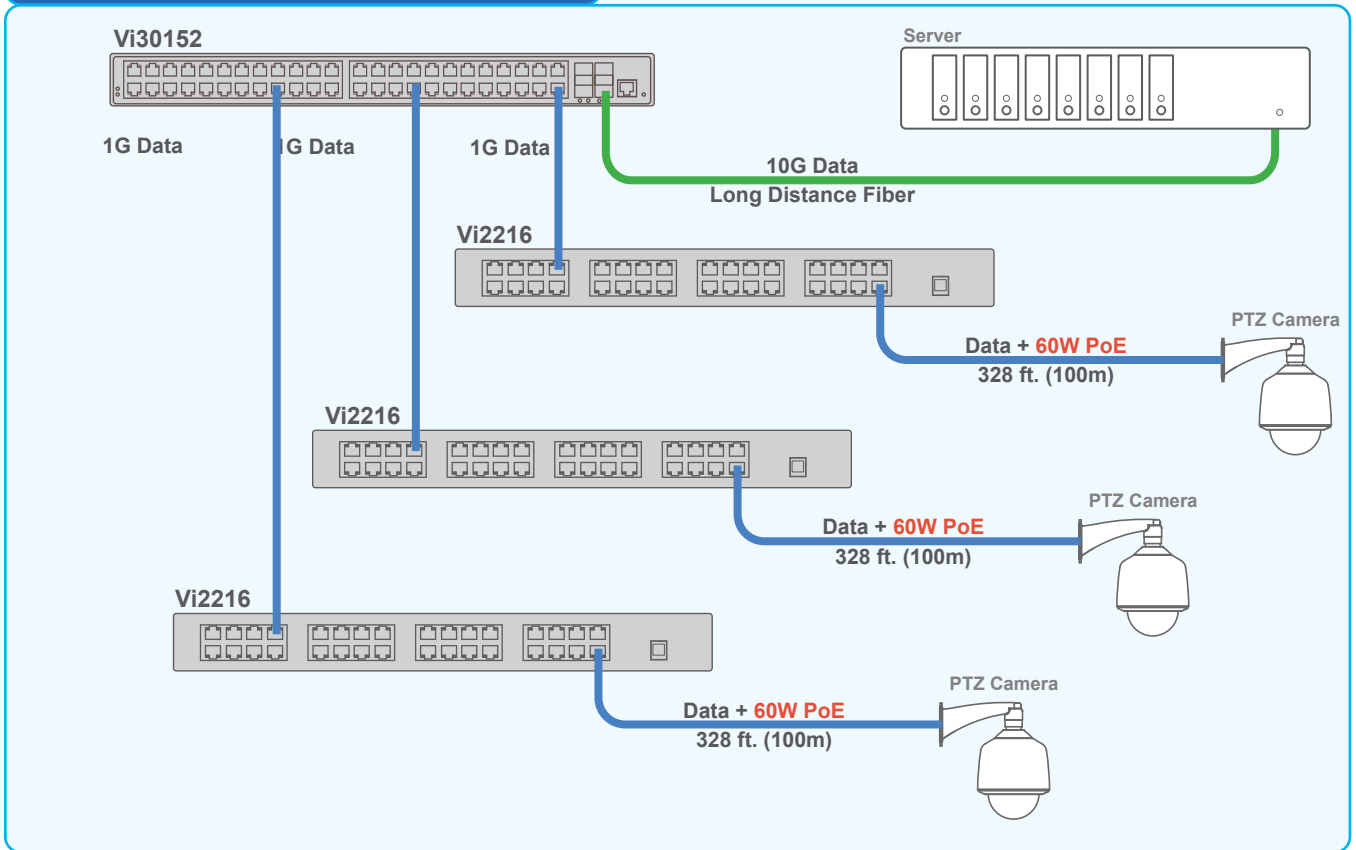 Vi30152
Server
1G Data
1G Data
1G Data
10G Data
Long Distance Fiber
Vi2216
PTZ Camera
Data + 60W PoE
328 ft. (100m)
Vi2216
PTZ Camera
Data + 60W PoE
328 ft. (100m)
Vi2216
PTZ Camera
Data + 60W PoE
328 ft. (100m)